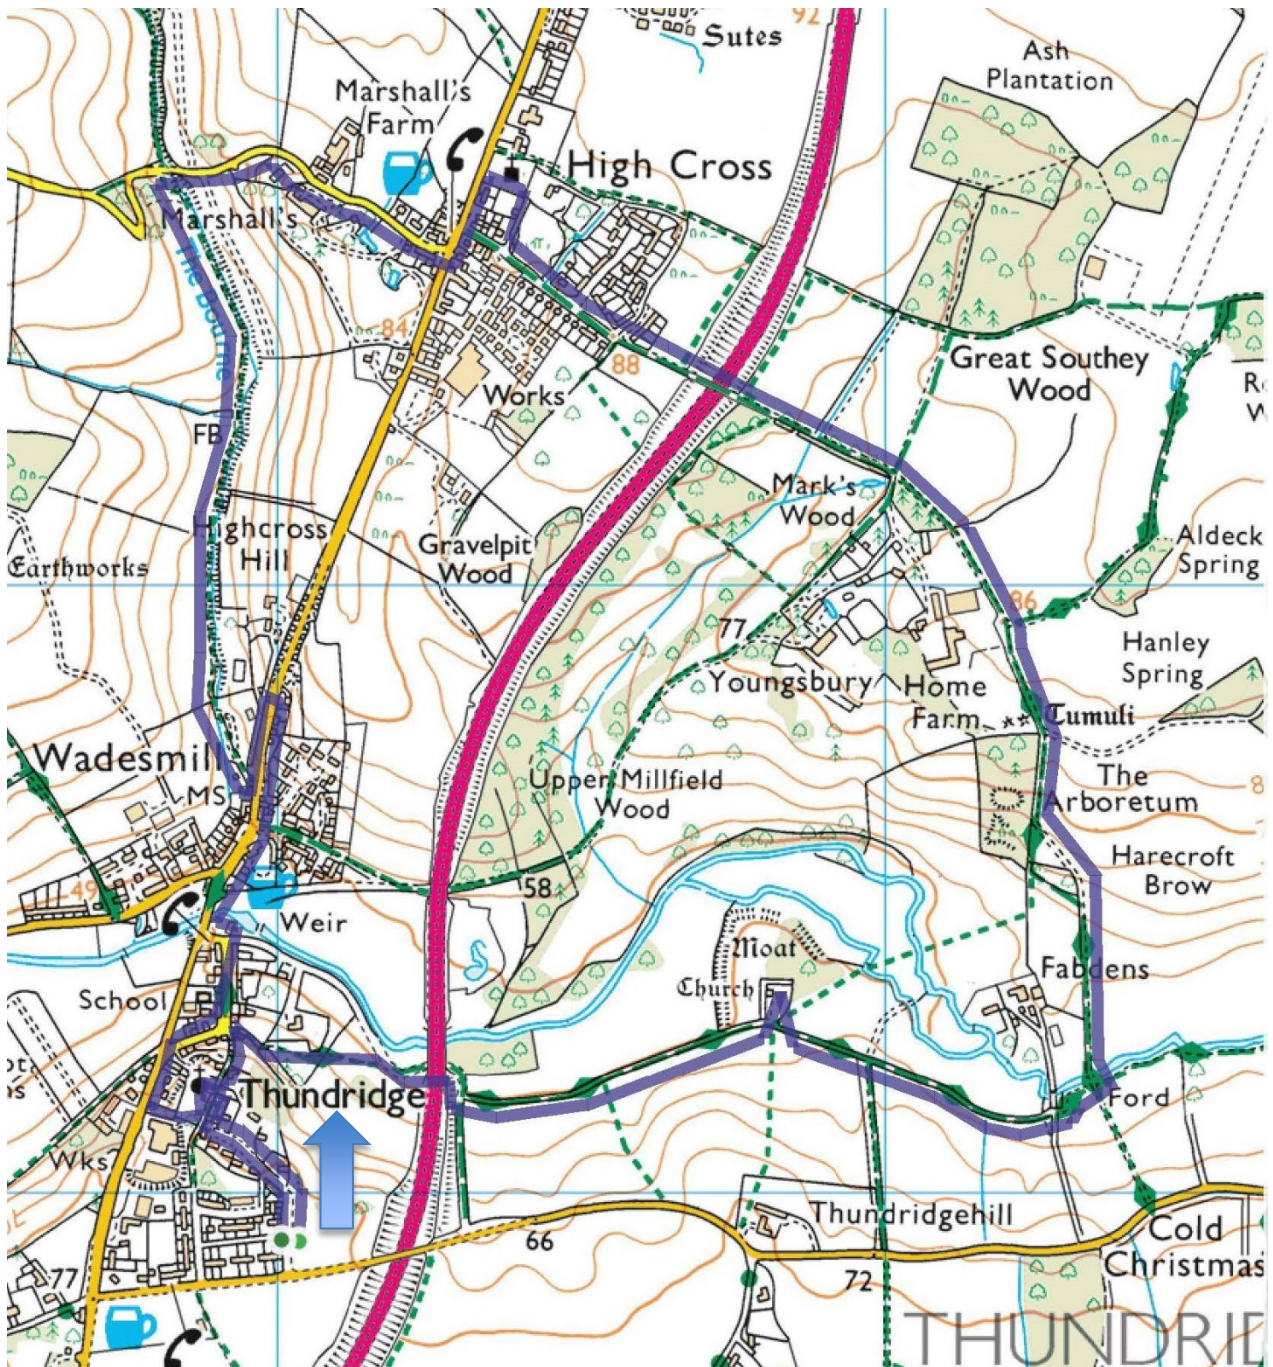 92
Sutes
Ash
Plantation
Marshall's
Farm
High Cross
Marshall's
The Bourne
84
88
Great Southey
Wood
Works
FB
Mark's
Wood
Highcross
Hill
Gravelpit
Wood
Aldeck
Spring
Earthworks
86
77
Hanley
Spring
Youngsbury
Home
Farm
Tumuli
Wadesmill
MS
Upper Millfield
Wood
The
Arboretum
Harecroft
Brow
58
49
Weir
Moat
Church
Fabdens
School
Thundridge
Ford
Wks
Thundridgehill
66
Cold
Christmas
72
77
THUNDRID